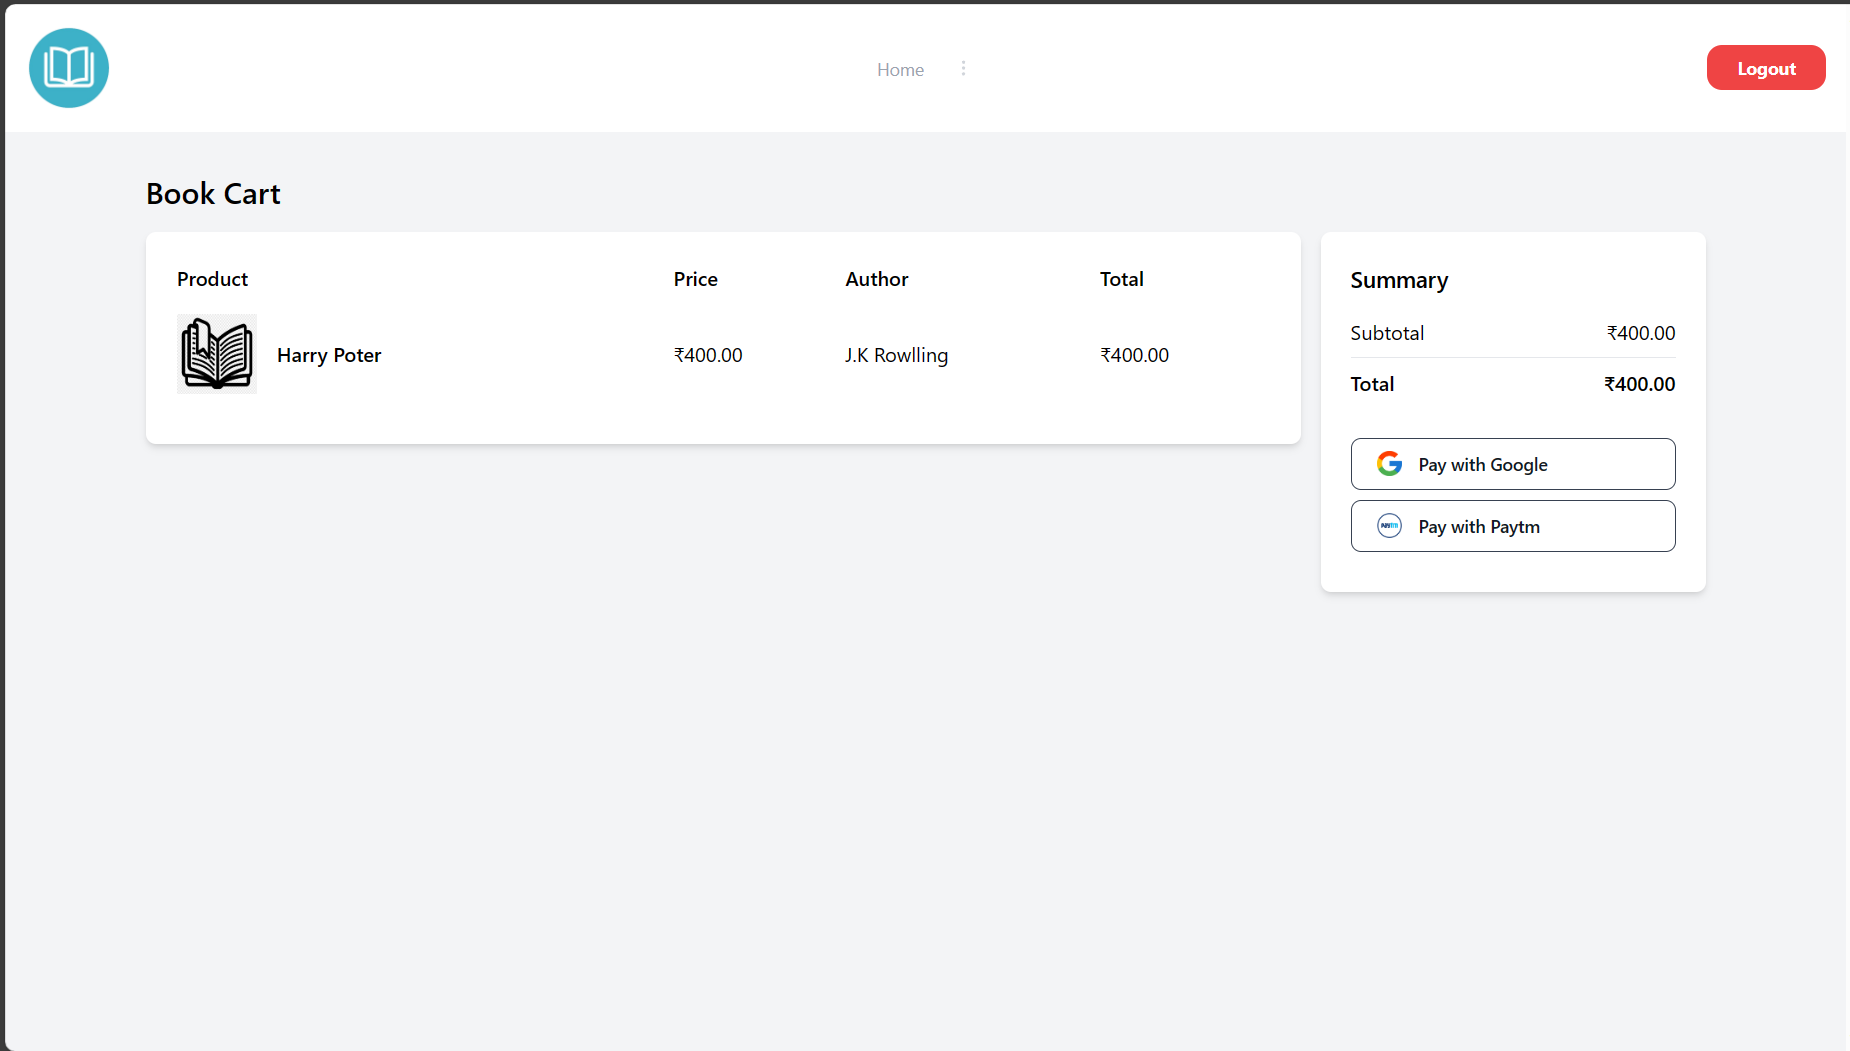 Home
Logout
Book Cart
Product Price Author Total
Harry Poter ₹400.00 J.K Rowlling ₹400.00
Summary
Subtotal ₹400.00
Total ₹400.00
Pay with Google
Pay with Paytm